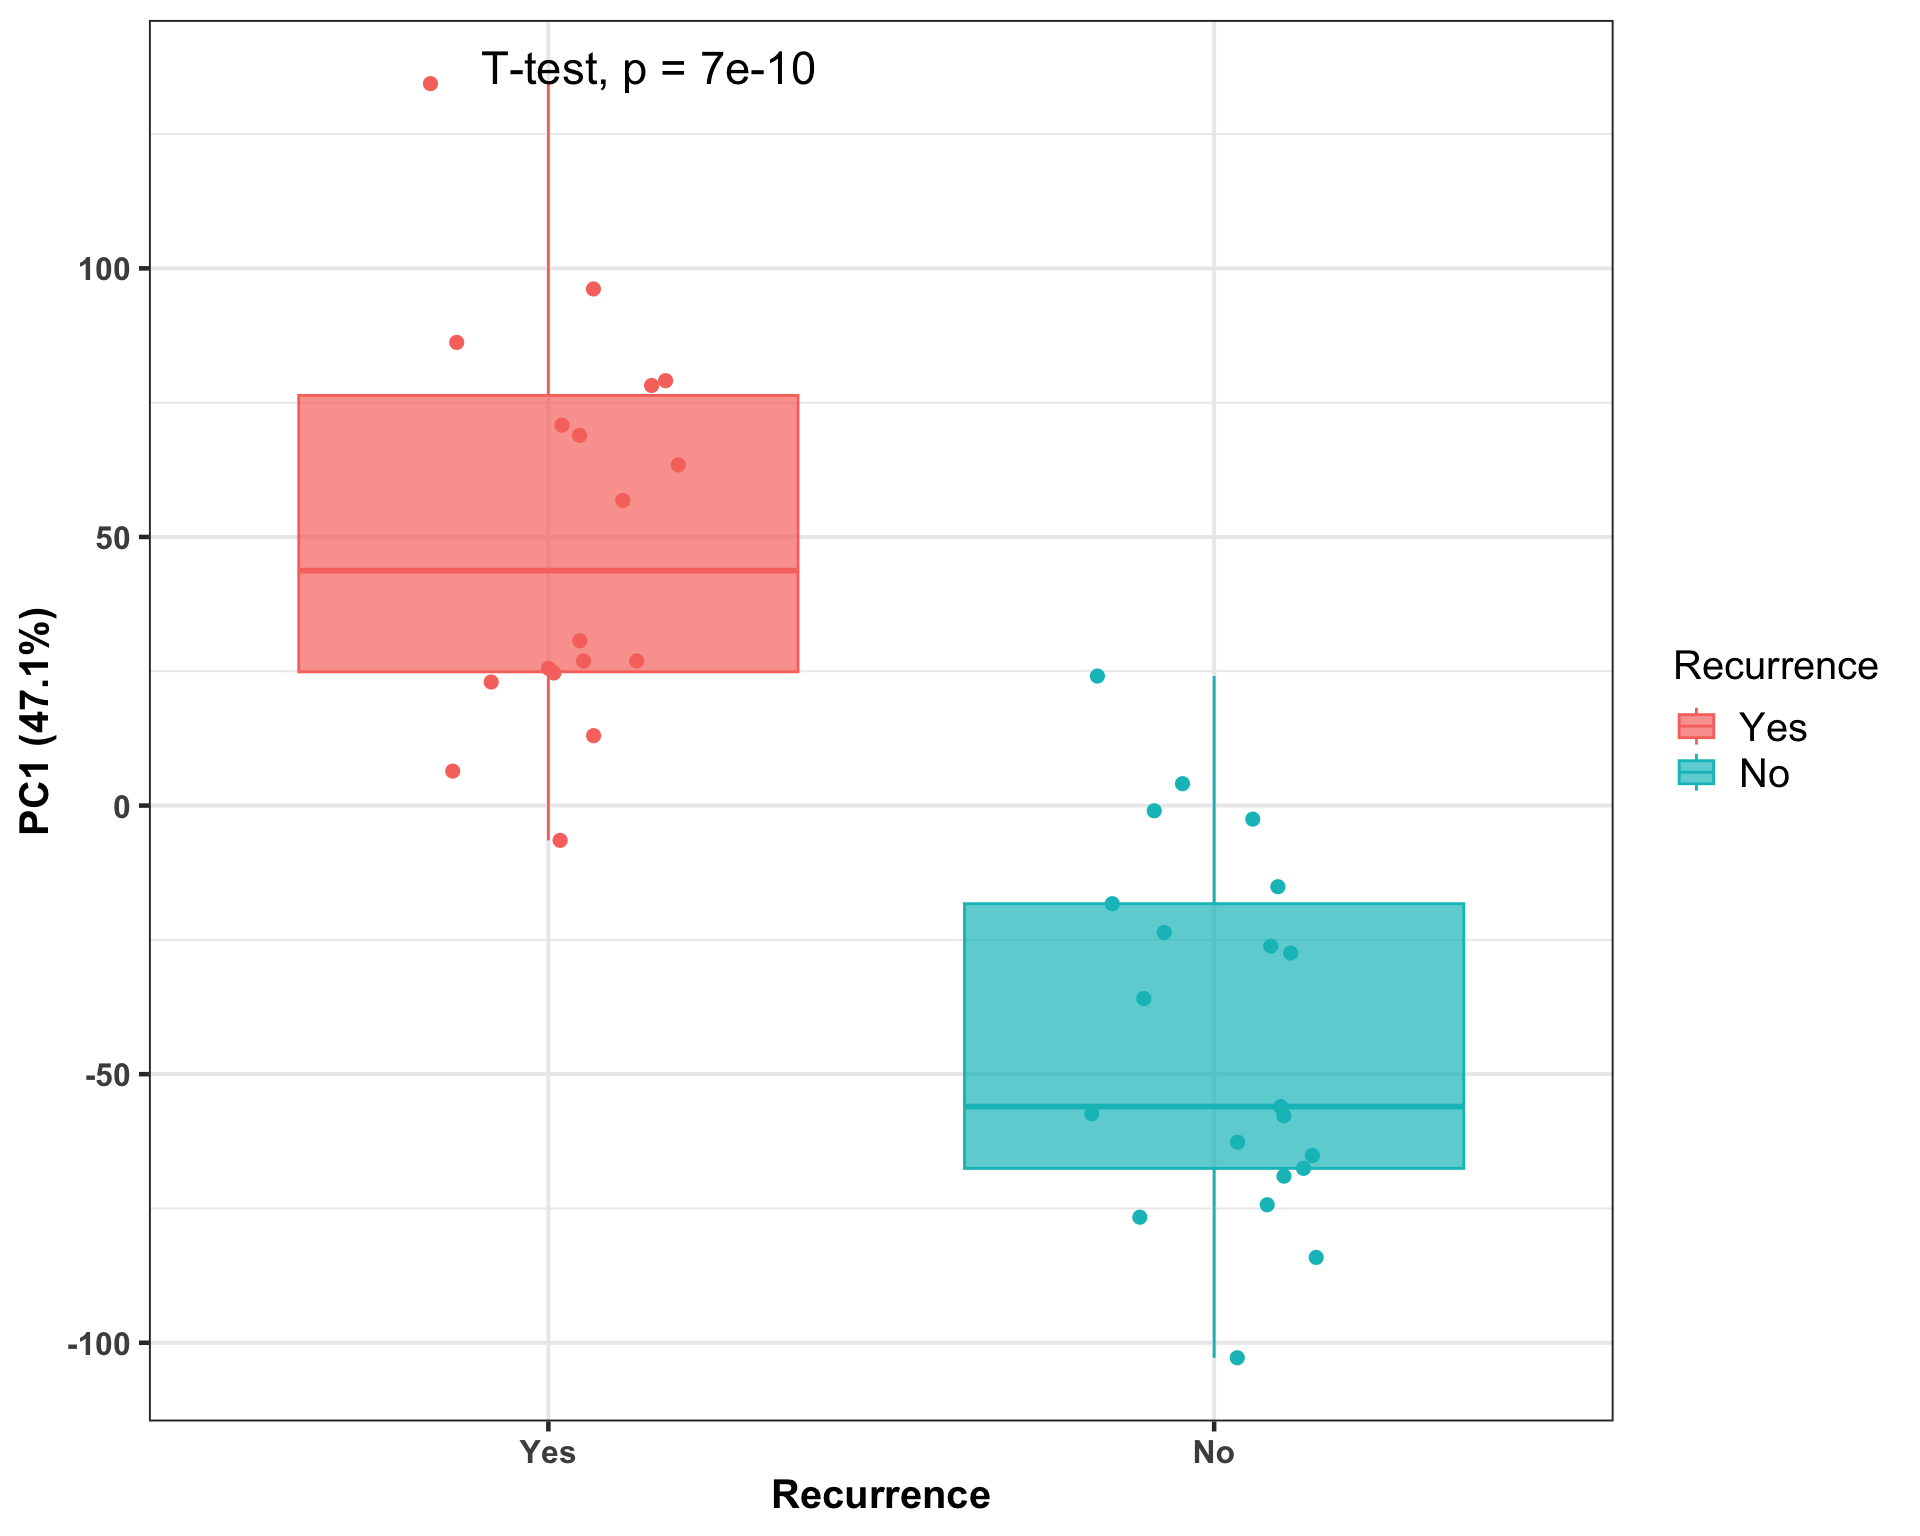 T-test, p = 7e-10
100
50
0
-50
-100
PC1 (47.1%)
Yes
No
Recurrence
Recurrence
Yes
No